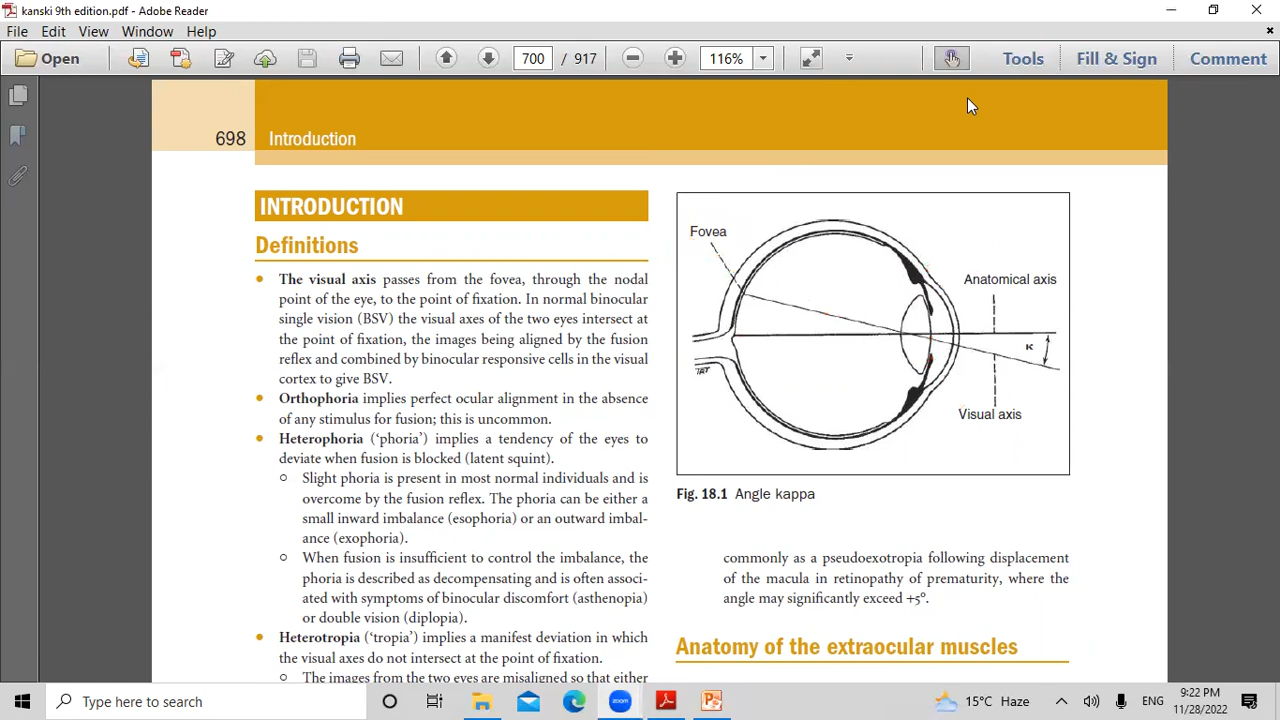 kanski 9th edition.pdf - Adobe Reader
File Edit View Window Help
Open 700 / 917 116% Tools Fill & Sign Comment
698 Introduction
INTRODUCTION
Definitions
• The visual axis passes from the fovea, through the nodal
point of the eye, to the point of fixation. In normal binocular
single vision (BSV) the visual axes of the two eyes intersect at
the point of fixation, the images being aligned by the fusion
reflex and combined by binocular responsive cells in the visual
cortex to give BSV.
• Orthophoria implies perfect ocular alignment in the absence
of any stimulus for fusion; this is uncommon.
• Heterophoria (‘phoria’) implies a tendency of the eyes to
deviate when fusion is blocked (latent squint).
○ Slight phoria is present in most normal individuals and is
overcome by the fusion reflex. The phoria can be either a
small inward imbalance (esophoria) or an outward imbal-
ance (exophoria).
○ When fusion is insufficient to control the imbalance, the
phoria is described as decompensating and is often associ-
ated with symptoms of binocular discomfort (asthenopia)
or double vision (diplopia).
• Heterotropia (‘tropia’) implies a manifest deviation in which
the visual axes do not intersect at the point of fixation.
○ The images from the two eyes are misaligned so that either
Fovea
Anatomical axis
K
Visual axis
Fig. 18.1 Angle kappa
commonly as a pseudoexotropia following displacement
of the macula in retinopathy of prematurity, where the
angle may significantly exceed +5°.
Anatomy of the extraocular muscles
Type here to search
zoom
15°C Haze
ENG
9:22 PM
11/28/2022